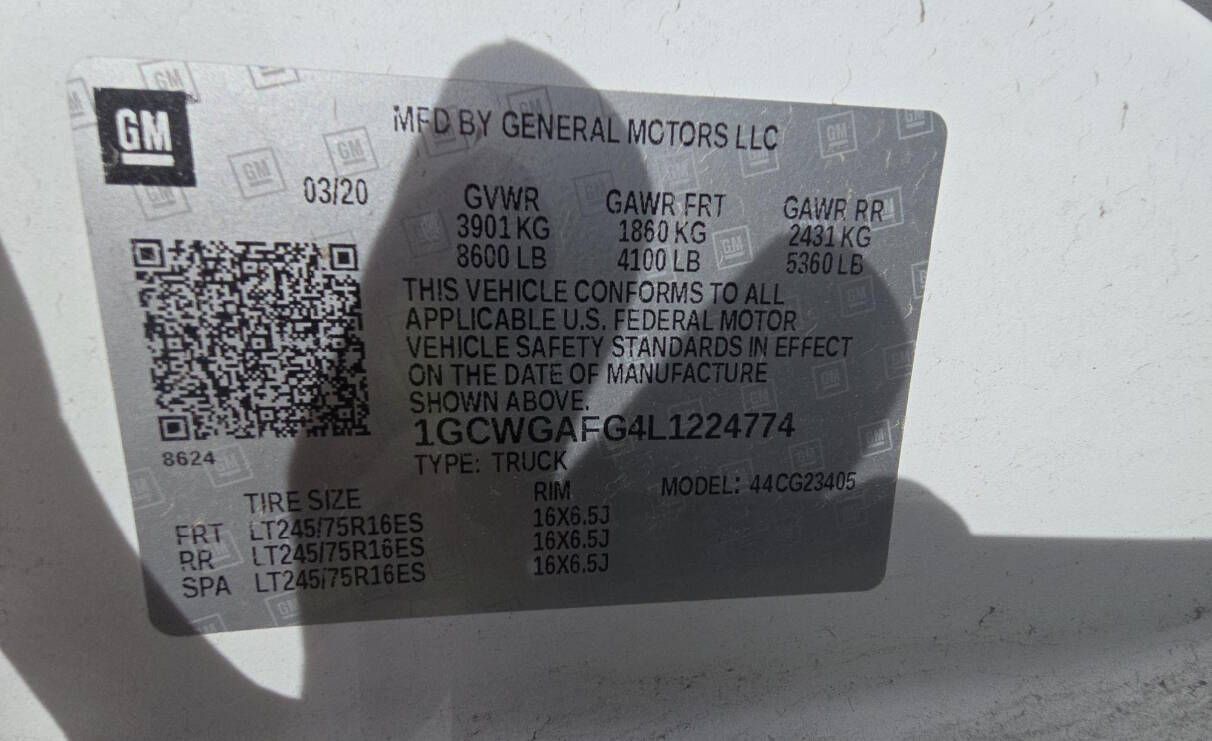 GM
MFD BY GENERAL MOTORS LLC
03/20
GVWR GAWR FRT GAWR RR
3901 KG 1860 KG 2431 KG
8600 LB 4100 LB 5360 LB
THIS VEHICLE CONFORMS TO ALL
APPLICABLE U.S. FEDERAL MOTOR
VEHICLE SAFETY STANDARDS IN EFFECT
ON THE DATE OF MANUFACTURE
SHOWN ABOVE.
1GCWGAFG4L1224774
8624
TYPE: TRUCK
TIRE SIZE RIM MODEL: 44CG23405
FRT LT245/75R16ES 16X6.5J
RR LT245/75R16ES 16X6.5J
SPA LT245/75R16ES 16X6.5J